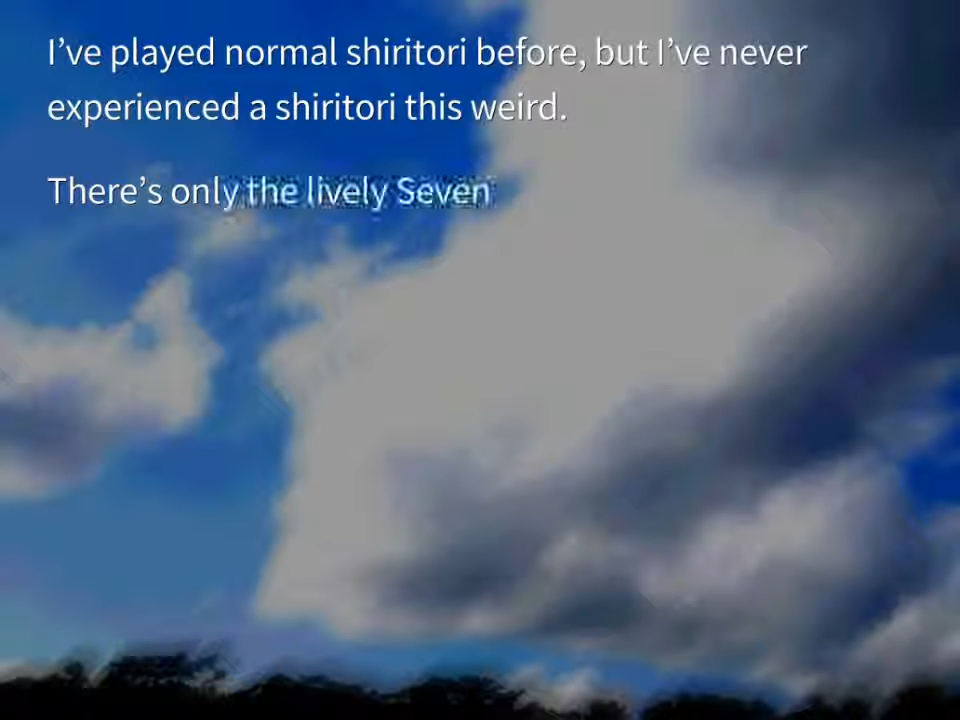 I’ve played normal shiritori before, but I’ve never
experienced a shiritori this weird.
There’s only the lively Seven